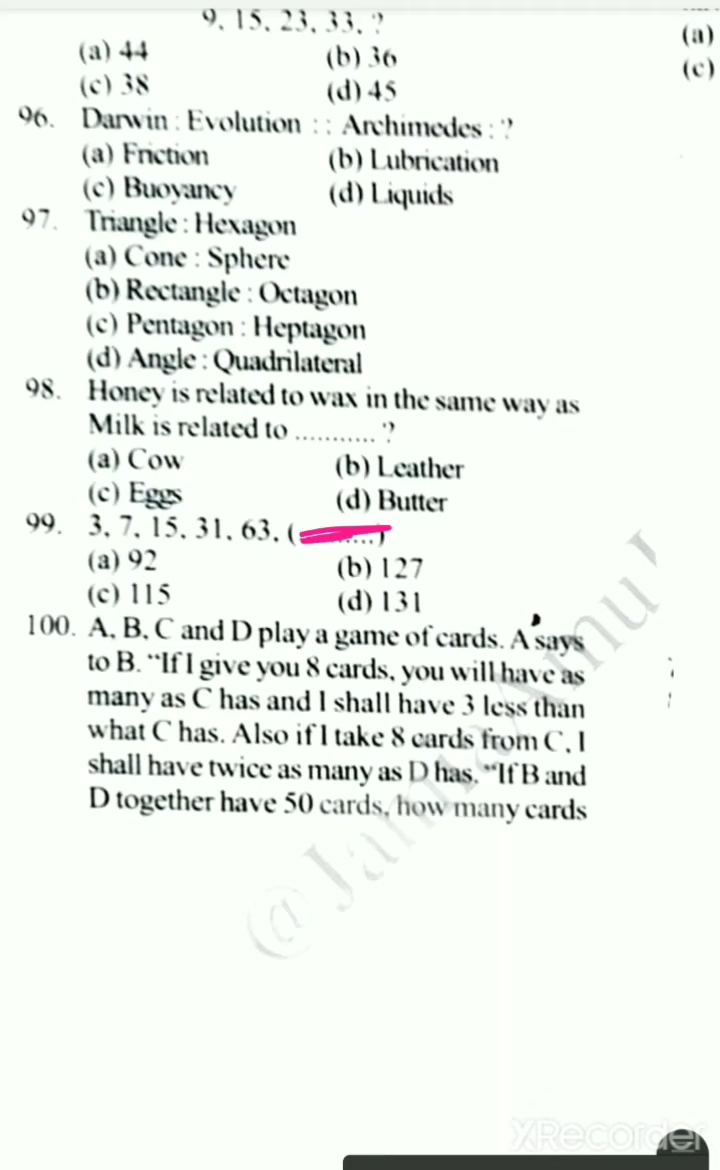 9, 15, 23, 33, ?
(a) 44 (b) 36
(c) 38 (d) 45
(a)
(c)
96. Darwin : Evolution : : Archimedes : ?
(a) Friction (b) Lubrication
(c) Buoyancy (d) Liquids
97. Triangle : Hexagon
(a) Cone : Sphere
(b) Rectangle : Octagon
(c) Pentagon : Heptagon
(d) Angle : Quadrilateral
98. Honey is related to wax in the same way as
Milk is related to ........... ?
(a) Cow (b) Leather
(c) Eggs (d) Butter
99. 3, 7, 15, 31, 63, (.........)
(a) 92 (b) 127
(c) 115 (d) 131
100. A, B, C and D play a game of cards. A says
to B. “If I give you 8 cards, you will have as
many as C has and I shall have 3 less than
what C has. Also if I take 8 cards from C, I
shall have twice as many as D has. “If B and
D together have 50 cards, how many cards
XRecorder